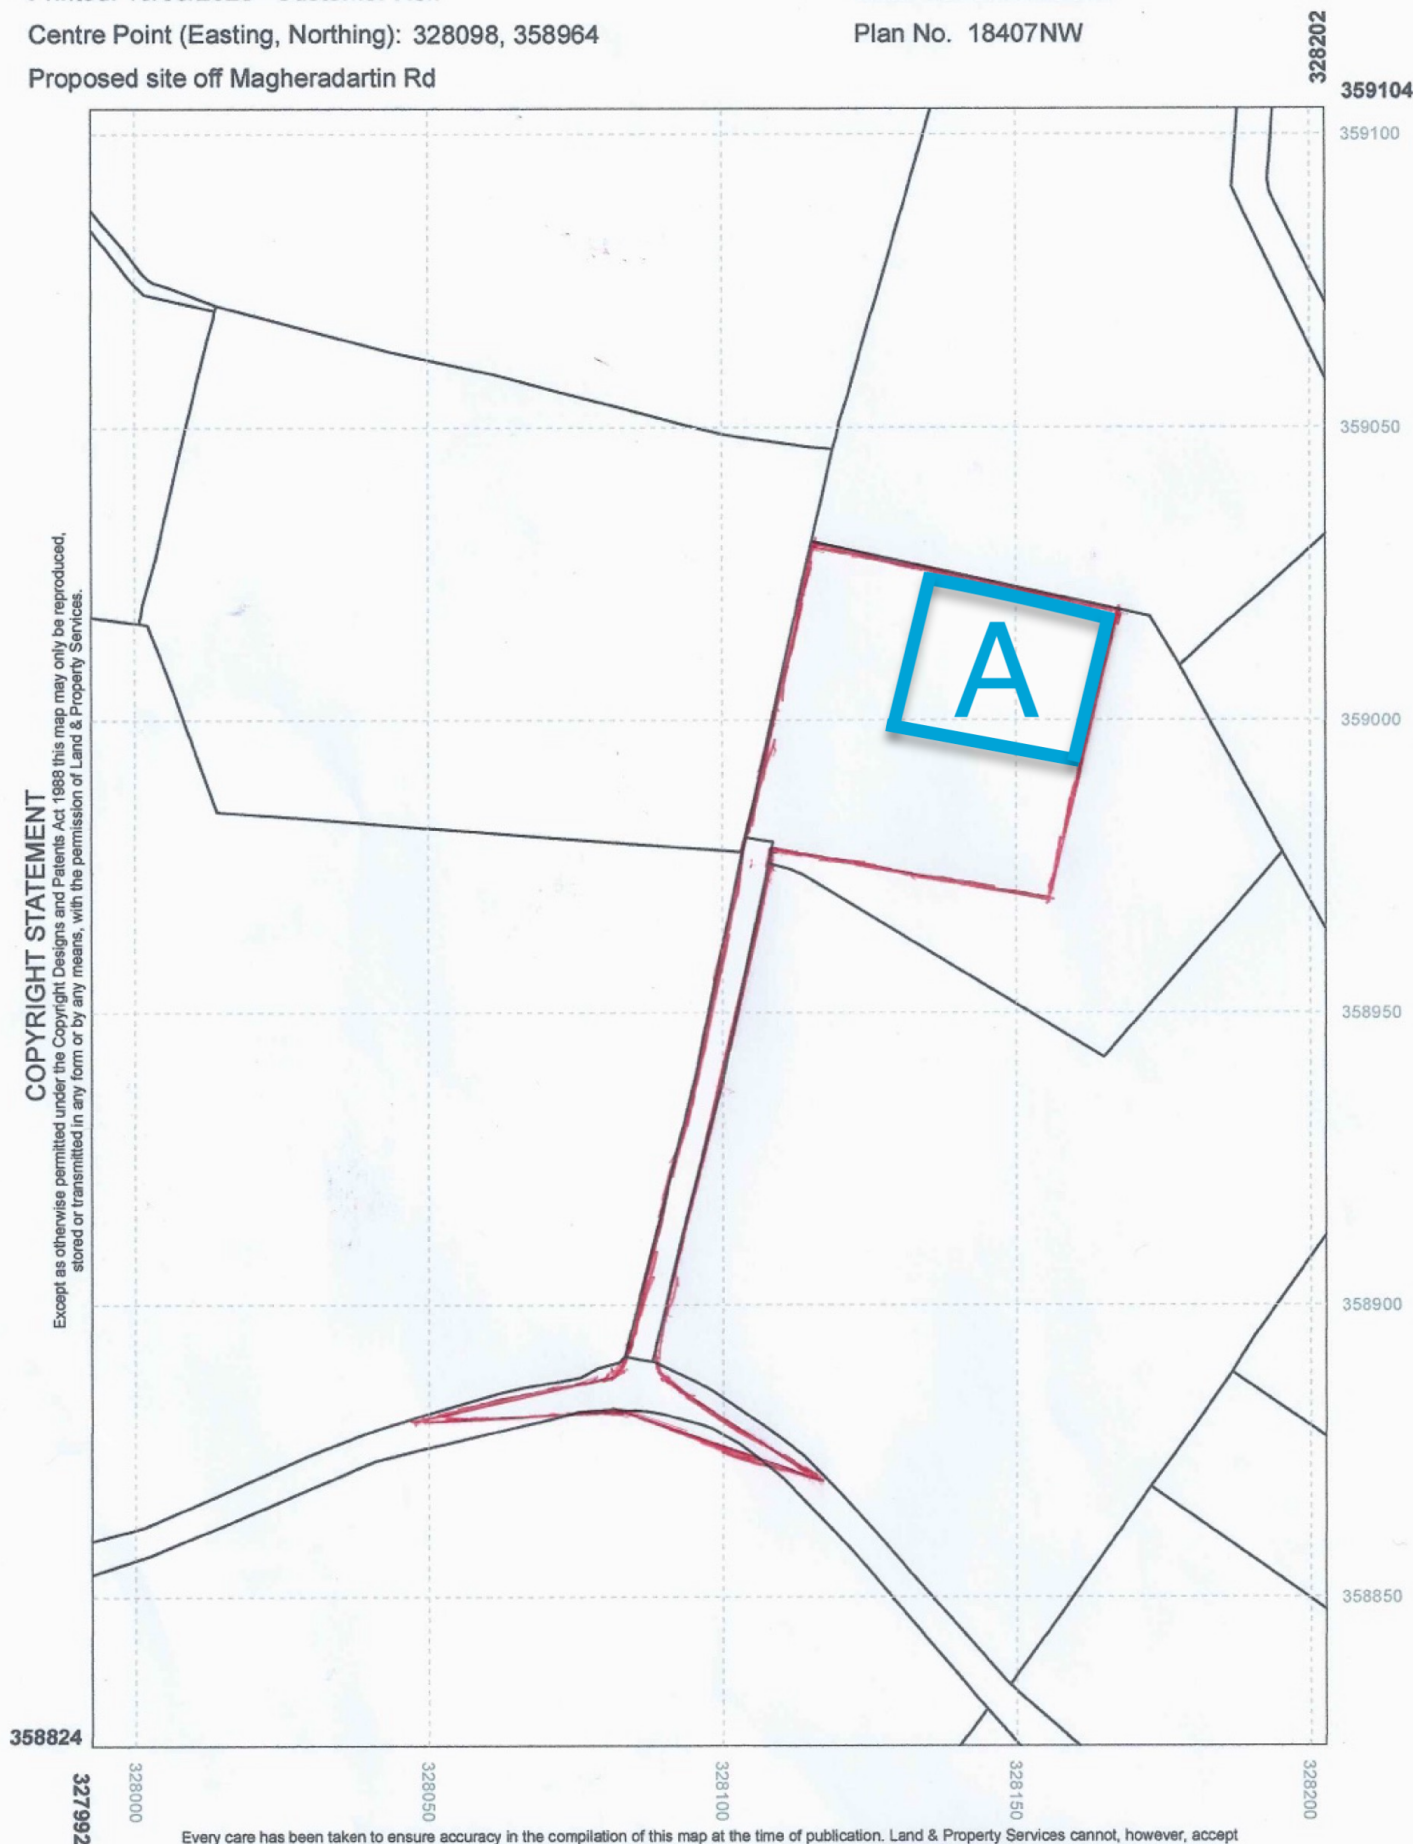 Centre Point (Easting, Northing): 328098, 358964
Plan No. 18407NW
Proposed site off Magheradartin Rd
328202
359104
359100
359050
359000
358950
358900
358850
A
COPYRIGHT STATEMENT
Except as otherwise permitted under the Copyright Designs and Patents Act 1988 this map may only be reproduced,
stored or transmitted in any form or by any means, with the permission of Land & Property Services.
358824
327992
328000
328050
328100
328150
328200
Every care has been taken to ensure accuracy in the compilation of this map at the time of publication. Land & Property Services cannot, however, accept